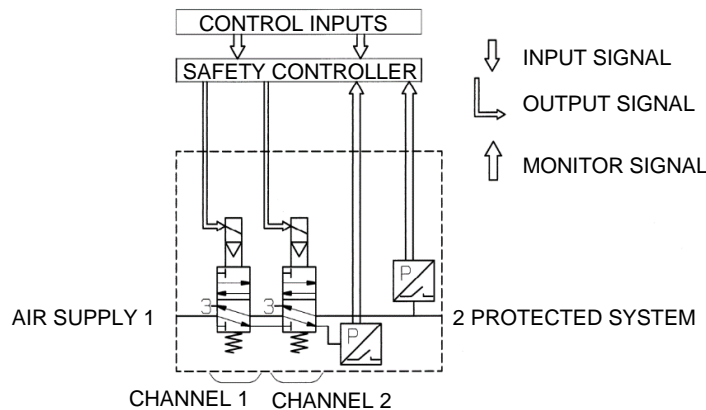 CONTROL INPUTS
SAFETY CONTROLLER
INPUT SIGNAL
OUTPUT SIGNAL
MONITOR SIGNAL
P
3 3
AIR SUPPLY 1
2 PROTECTED SYSTEM
P
CHANNEL 1 CHANNEL 2